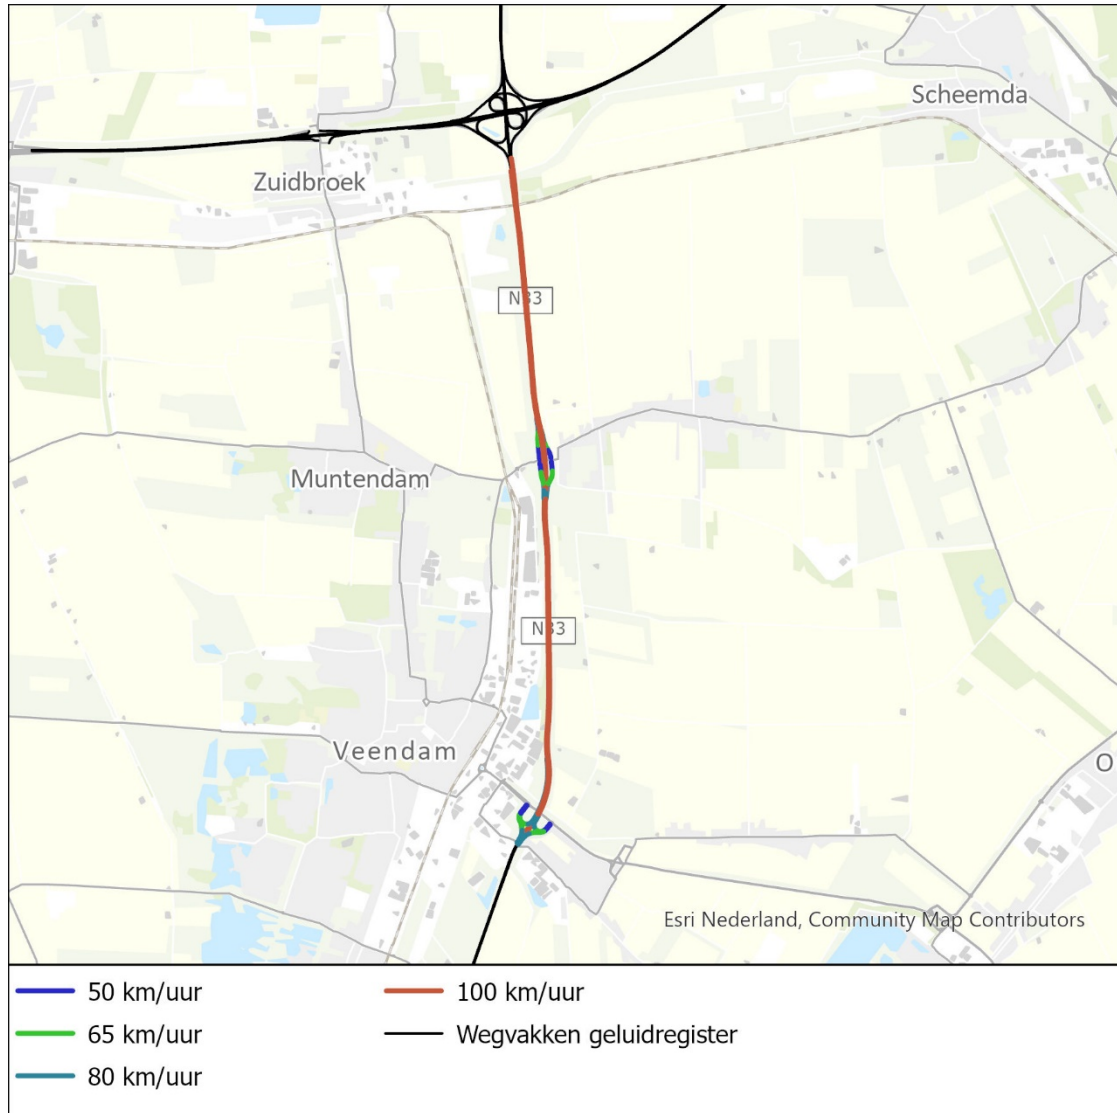 Scheemda
Zuidbroek
N33
Muntendam
N33
Veendam
O
Esri Nederland, Community Map Contributors
50 km/uur
100 km/uur
65 km/uur
Wegvakken geluidregister
80 km/uur